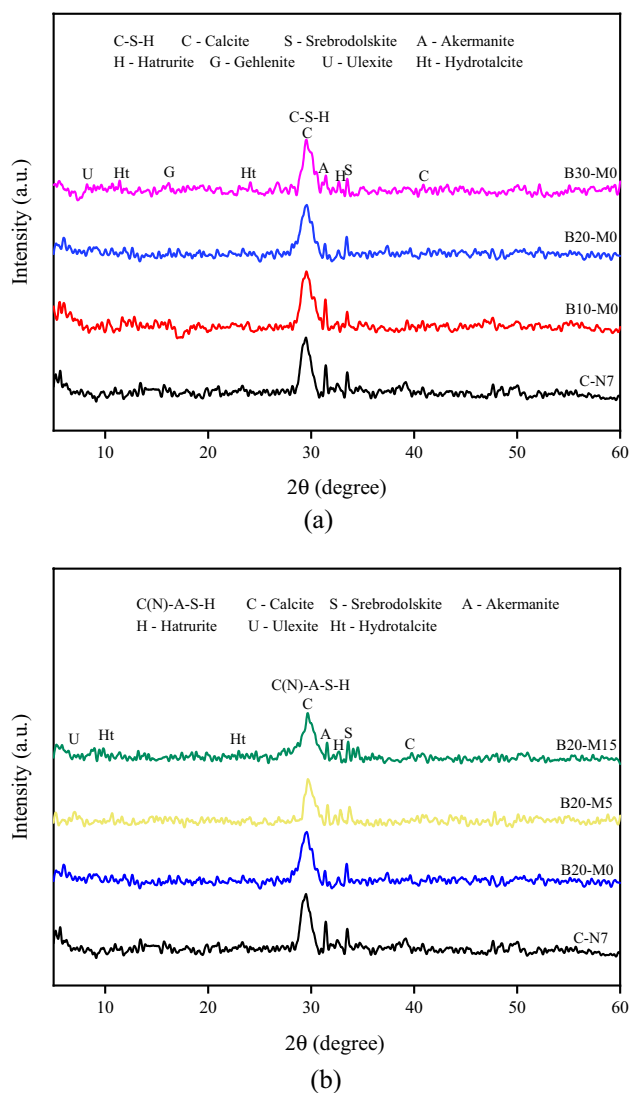 C-S-H C - Calcite S - Srebrodolskite A - Akermanite
H - Hatrurite G - Gehlenite U - Ulexite Ht - Hydrotalcite
C-S-H
C
U Ht G Ht A H S C
B30-M0
B20-M0
B10-M0
C-N7
Intensity (a.u.)
10 20 30 40 50 60
2θ (degree)
(a)
C(N)-A-S-H C - Calcite S - Srebrodolskite A - Akermanite
H - Hatrurite U - Ulexite Ht - Hydrotalcite
C(N)-A-S-H
C
U Ht Ht A H S C
B20-M15
B20-M5
B20-M0
C-N7
Intensity (a.u.)
10 20 30 40 50 60
2θ (degree)
(b)